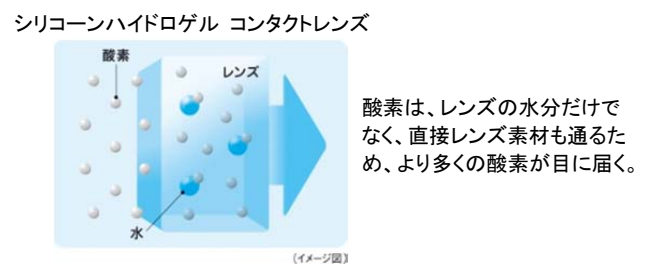 シリコーンハイドロゲル コンタクトレンズ
酸素
レンズ
水
(イメージ図)
酸素は、レンズの水分だけで
なく、直接レンズ素材も通るた
め、より多くの酸素が目に届く。